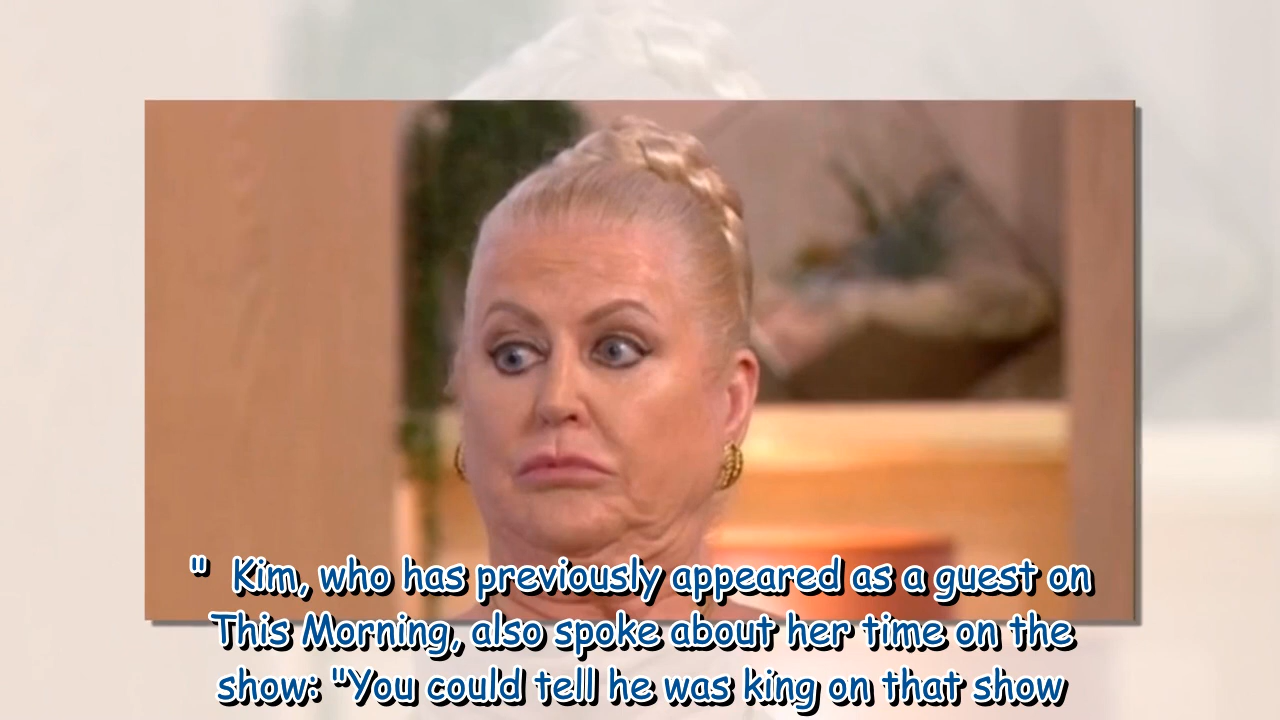 "  Kim, who has previously appeared as a guest on
This Morning, also spoke about her time on the
show: "You could tell he was king on that show